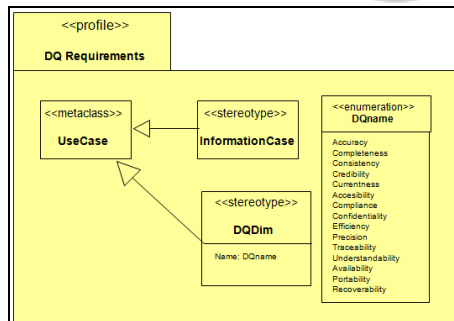 <<profile>>
DQ Requirements
<<metaclass>>
UseCase
<<stereotype>>
InformationCase
<<enumeration>>
DQname
Accuracy
Completeness
Consistency
Credibility
Currentness
Accesibility
Compliance
Confidentiality
Efficiency
Precision
Traceability
Understandability
Availability
Portability
Recoverability
<<stereotype>>
DQDim
Name: DQname